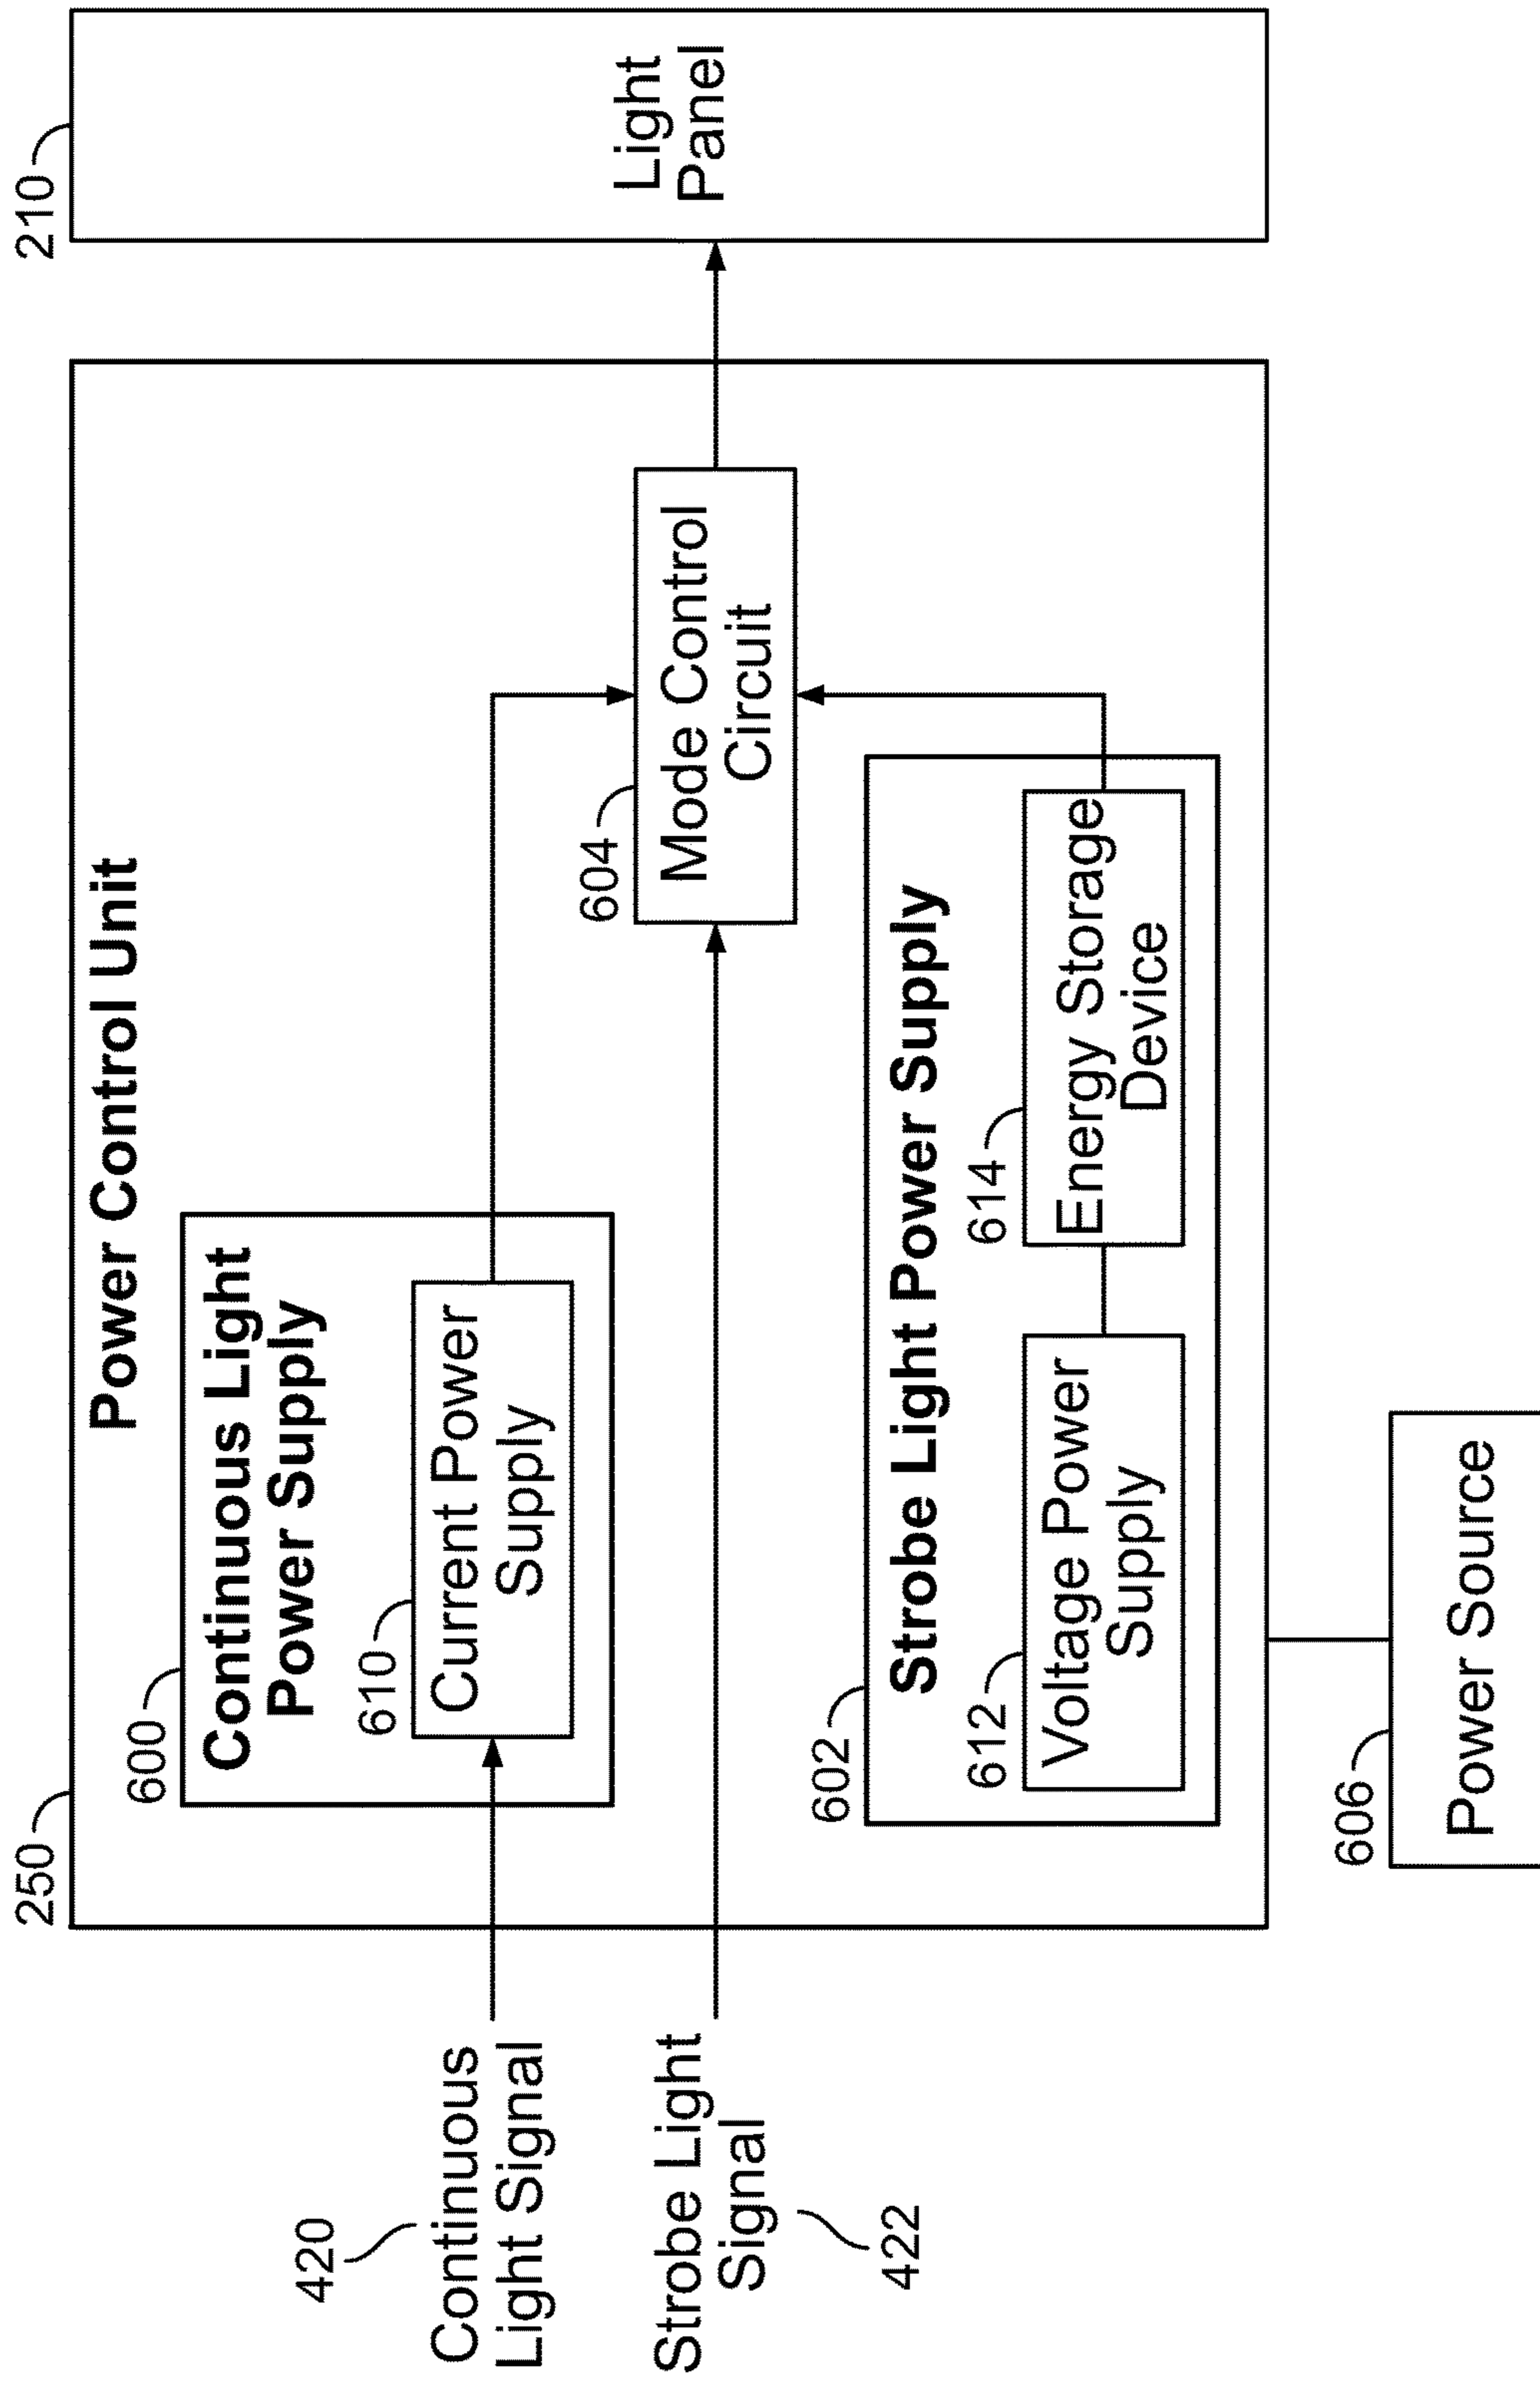 250
Power Control Unit
210
Light
Panel
600
Continuous Light
Power Supply
610
Current Power
Supply
420
Continuous
Light Signal
604
Mode Control
Circuit
Strobe Light
Signal
422
602
Strobe Light Power Supply
612
Voltage Power
Supply
614
Energy Storage
Device
606
Power Source